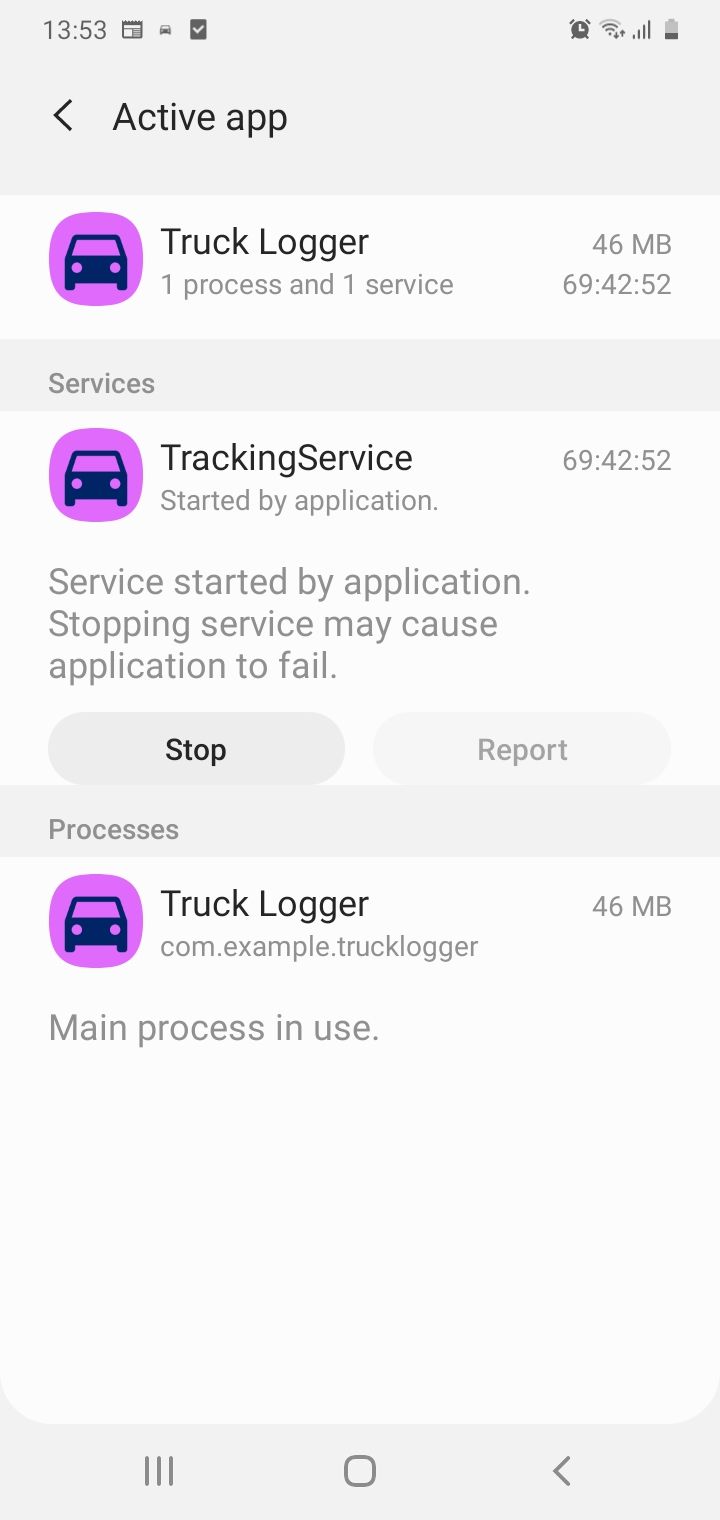 13:53
Active app
Truck Logger
46 MB
1 process and 1 service
69:42:52
Services
TrackingService
69:42:52
Started by application.
Service started by application.
Stopping service may cause
application to fail.
Stop
Report
Processes
Truck Logger
46 MB
com.example.trucklogger
Main process in use.